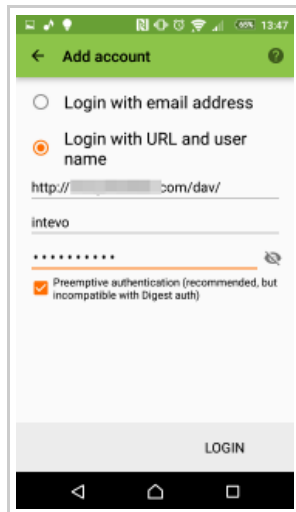 65% 13:47
Add account
Login with email address
Login with URL and user
name
http:// com/dav/
intevo
••••••••••
Preemptive authentication (recommended, but
incompatible with Digest auth)
LOGIN